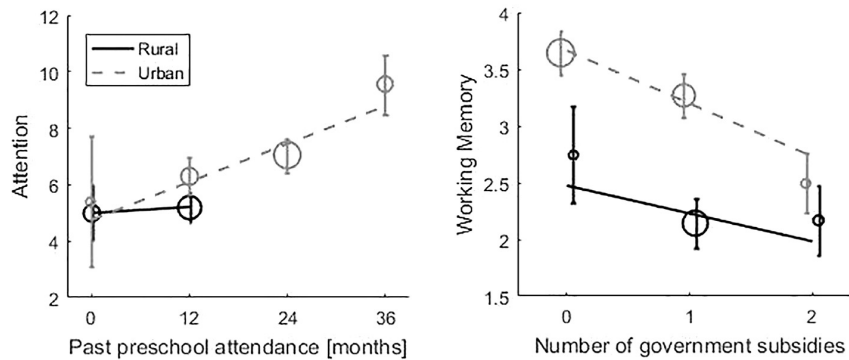 12
10
8
6
4
2
Attention
Rural
Urban
0 12 24 36
Past preschool attendance [months]
4
3.5
3
2.5
2
1.5
Working Memory
0 1 2
Number of government subsidies